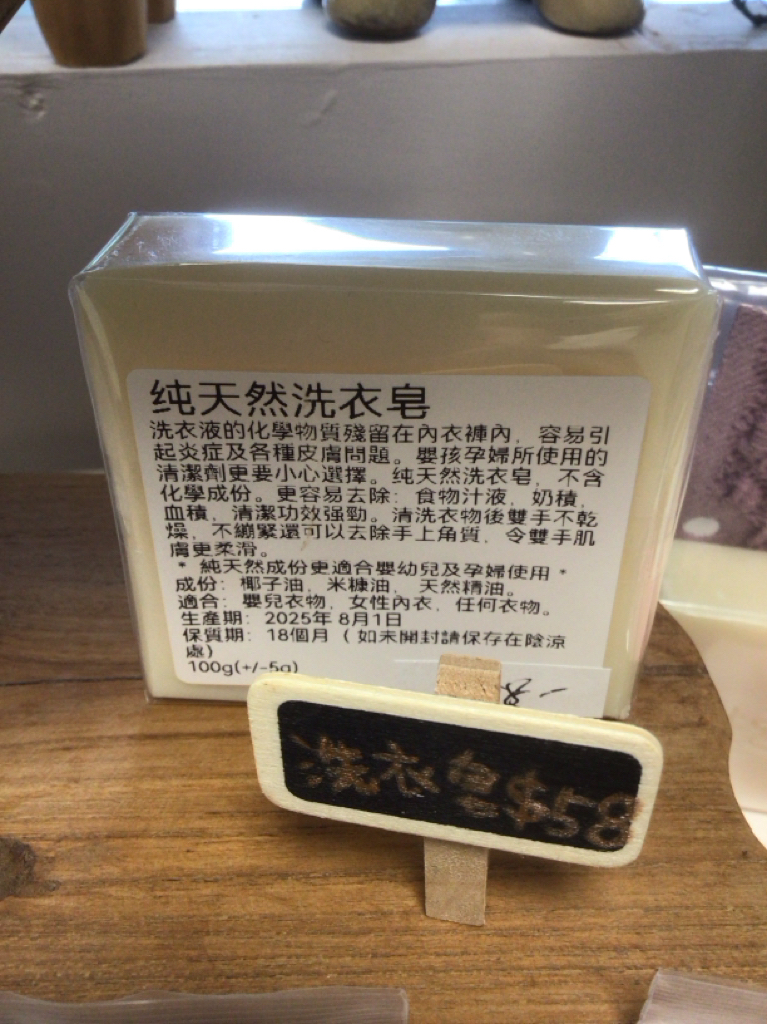 纯天然洗衣皂
洗衣液的化學物質殘留在內衣褲內，容易引
起炎症及各種皮膚問題。嬰孩孕婦所使用的
清潔劑更要小心選擇。纯天然洗衣皂，不含
化學成份。更容易去除：食物汁液，奶積，
血積，清潔功效强勁。清洗衣物後雙手不乾
燥，不繃緊還可以去除手上角質，令雙手肌
膚更柔滑。
* 純天然成份更適合嬰幼兒及孕婦使用 *
成份：椰子油，米糠油，天然精油。
適合：嬰兒衣物，女性內衣，任何衣物。
生產期：2025年 8月1日
保質期：18個月（如未開封請保存在陰涼
處）
100g(+/-5g)
洗衣皂$